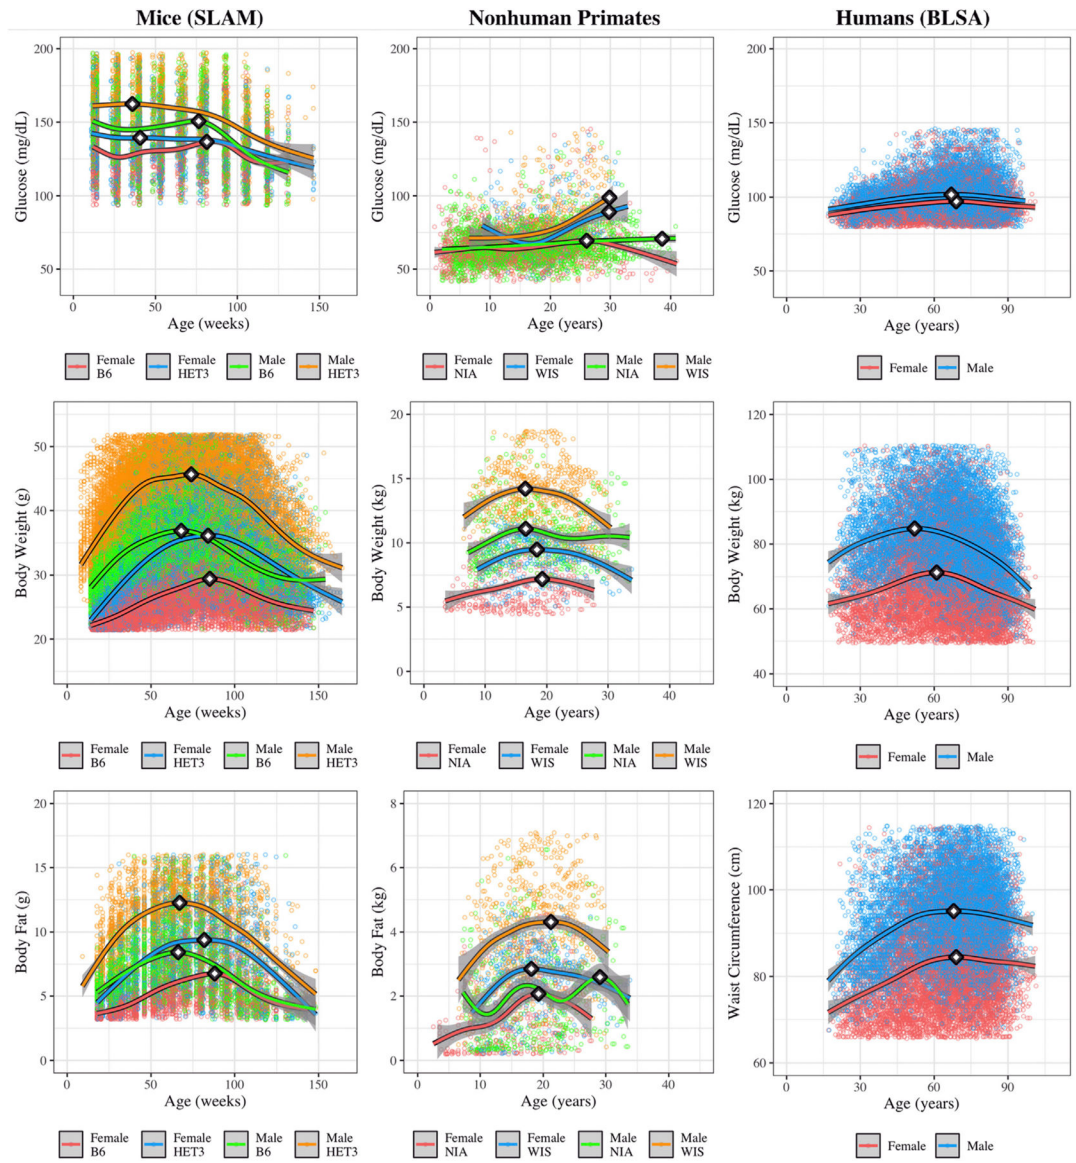 Mice (SLAM)
Nonhuman Primates
Humans (BLSA)
Glucose (mg/dL)
200
150
100
50
0
50
100
150
Age (weeks)
Female B6
Female HET3
Male B6
Male HET3
Glucose (mg/dL)
200
150
100
50
0
10
20
30
40
Age (years)
Female NIA
Female WIS
Male NIA
Male WIS
Glucose (mg/dL)
200
150
100
50
0
30
60
90
Age (years)
Female
Male
Body Weight (g)
50
40
30
20
0
50
100
150
Age (weeks)
Female B6
Female HET3
Male B6
Male HET3
Body Weight (kg)
20
15
10
5
0
0
10
20
30
40
Age (years)
Female NIA
Female WIS
Male NIA
Male WIS
Body Weight (kg)
120
100
80
60
40
0
30
60
90
Age (years)
Female
Male
Body Fat (g)
20
15
10
5
0
0
50
100
150
Age (weeks)
Female B6
Female HET3
Male B6
Male HET3
Body Fat (kg)
8
6
4
2
0
0
10
20
30
40
Age (years)
Female NIA
Female WIS
Male NIA
Male WIS
Waist Circumference (cm)
120
100
80
60
0
30
60
90
Age (years)
Female
Male